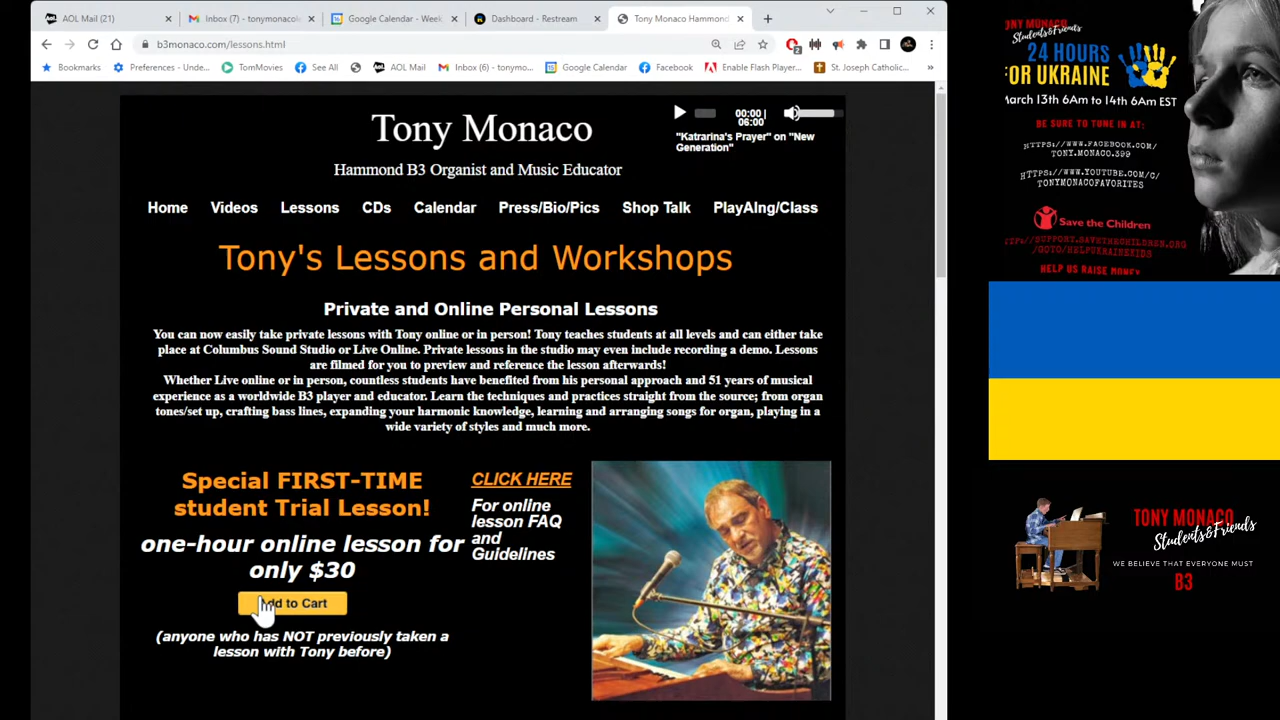 AOL Mail (21)
Inbox (7) - tonymonacol
Google Calendar - Week
Dashboard - Restream
Tony Monaco Hammond
b3monaco.com/lessons.html
2
Bookmarks
Preferences - Unde...
TomMovies
See All
AOL Mail
Inbox (6) - tonymo...
Google Calendar
Facebook
Enable Flash Player...
St. Joseph Catholic...
»
Tony Monaco
Hammond B3 Organist and Music Educator
00:00 |
06:00
"Katrarina's Prayer" on "New
Generation"
Home Videos Lessons CDs Calendar Press/Bio/Pics Shop Talk PlayAlng/Class
Tony's Lessons and Workshops
Private and Online Personal Lessons
You can now easily take private lessons with Tony online or in person! Tony teaches students at all levels and can either take
place at Columbus Sound Studio or Live Online. Private lessons in the studio may even include recording a demo. Lessons
are filmed for you to preview and reference the lesson afterwards!
Whether Live online or in person, countless students have benefited from his personal approach and 51 years of musical
experience as a worldwide B3 player and educator. Learn the techniques and practices straight from the source; from organ
tones/set up, crafting bass lines, expanding your harmonic knowledge, learning and arranging songs for organ, playing in a
wide variety of styles and much more.
Special FIRST-TIME
student Trial Lesson!
one-hour online lesson for
only $30
Add to Cart
(anyone who has NOT previously taken a
lesson with Tony before)
CLICK HERE
For online
lesson FAQ
and
Guidelines
TONY MONACO
Students&Friends
24 HOURS
FOR UKRAINE
March 13th 6Am to 14th 6Am EST
BE SURE TO TUNE IN AT:
HTTPS://WWW.FACEBOOK.COM/
TONY.MONACO.399
HTTPS://WWW.YOUTUBE.COM/C/
TONYMONACOFAVORITES
Save the Children
HTTP://SUPPORT.SAVETHECHILDREN.ORG
/GOTO/HELPUKRAINEKIDS
HELP US RAISE MONEY
TONY MONACO
Students&Friends
WE BELIEVE THAT EVERYONE MUST
B3